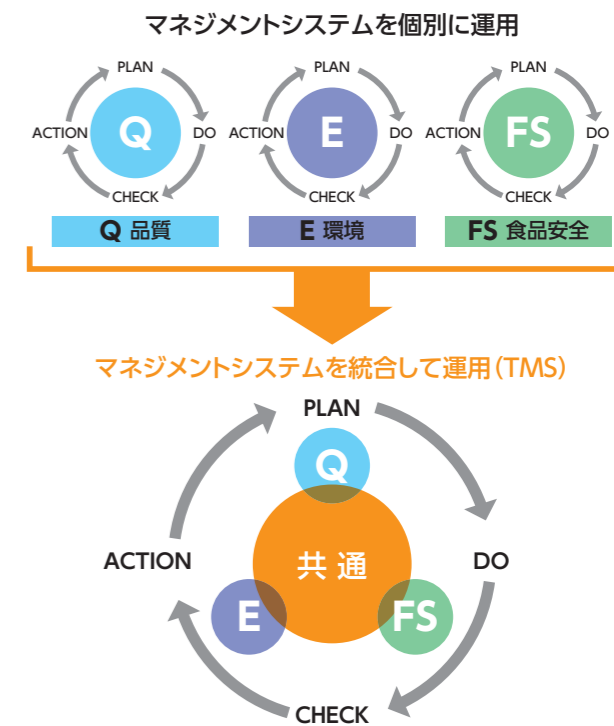 マネジメントシステムを個別に運用
PLAN PLAN PLAN
ACTION Q DO ACTION E DO ACTION FS DO
CHECK CHECK CHECK
Q 品質 E 環境 FS 食品安全
マネジメントシステムを統合して運用(TMS)
PLAN
Q
ACTION 共通 DO
E FS
CHECK